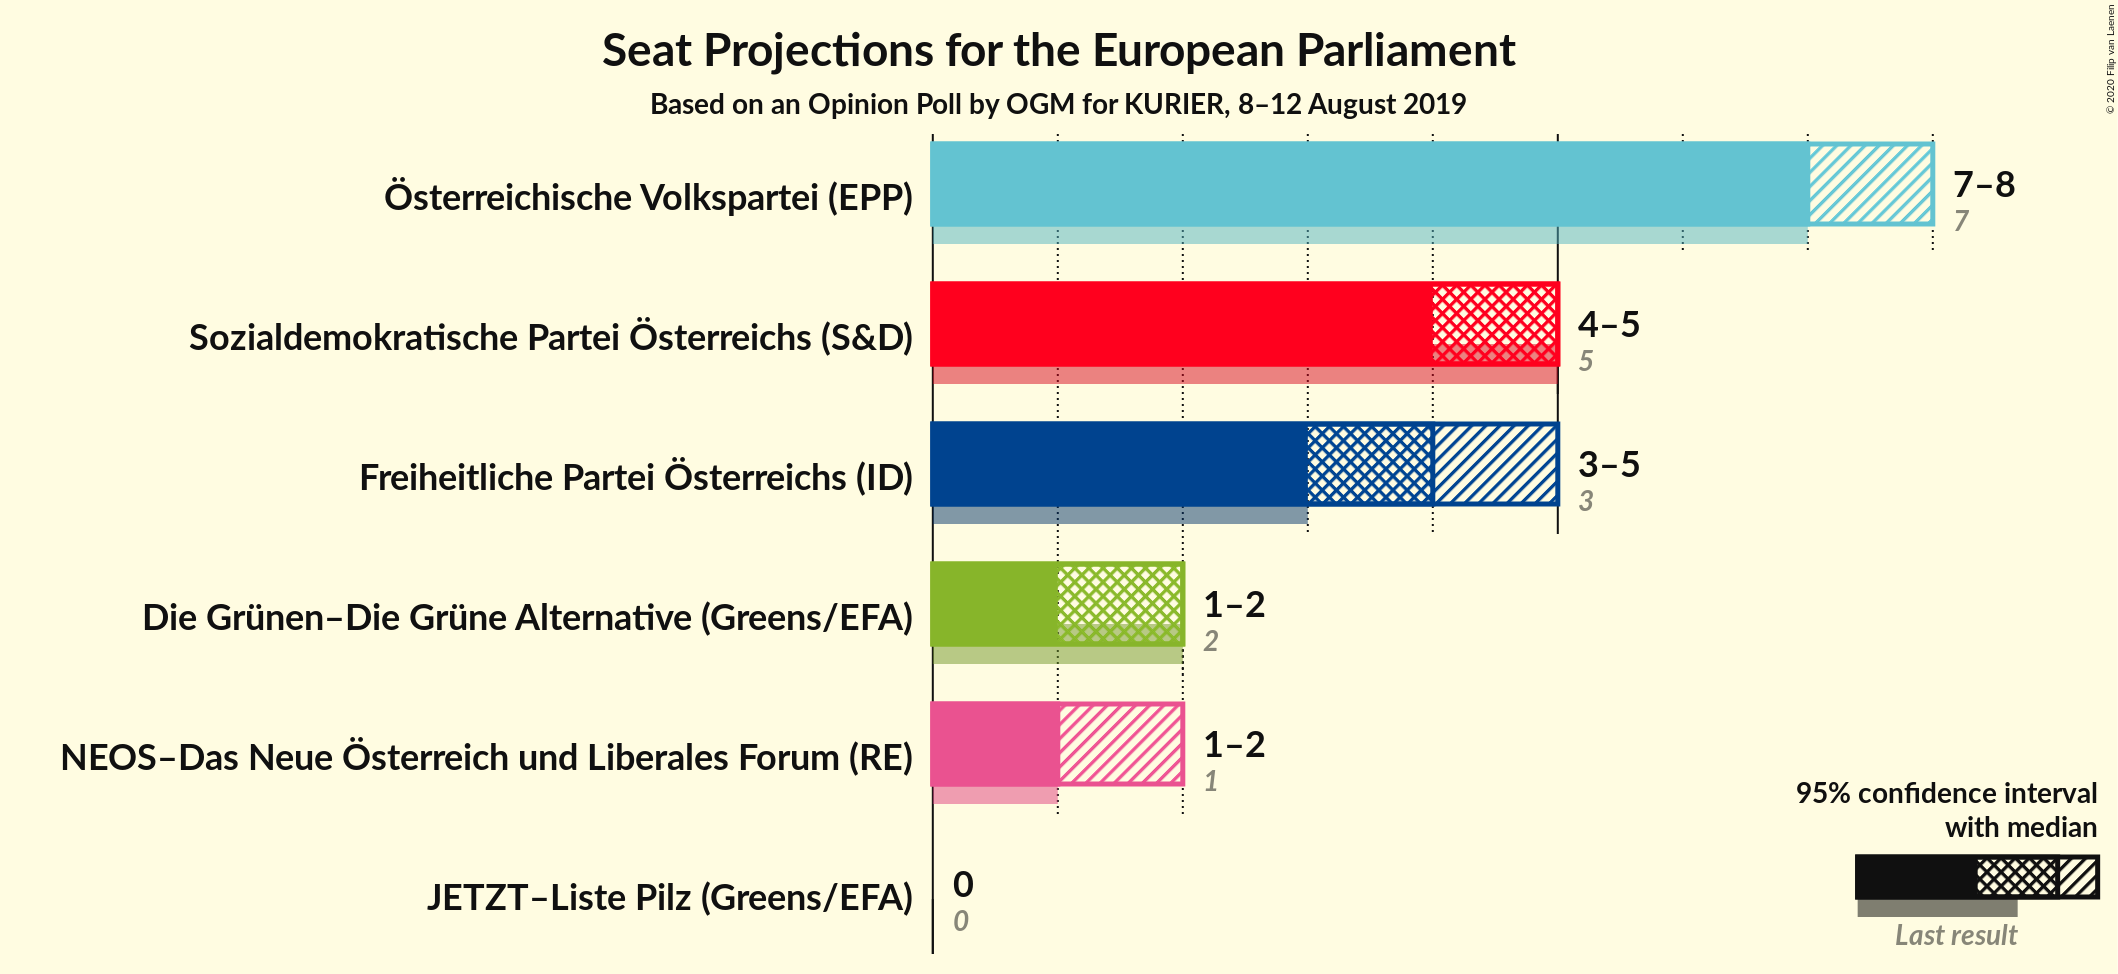 Seat Projections for the European Parliament
Based on an Opinion Poll by OGM for KURIER, 8–12 August 2019
© 2020 Filip van Laenen
Österreichische Volkspartei (EPP)
7–8
7
Sozialdemokratische Partei Österreichs (S&D)
4–5
5
Freiheitliche Partei Österreichs (ID)
3–5
3
Die Grünen–Die Grüne Alternative (Greens/EFA)
1–2
2
NEOS–Das Neue Österreich und Liberales Forum (RE)
1–2
1
JETZT–Liste Pilz (Greens/EFA)
0
0
95% confidence interval
with median
Last result